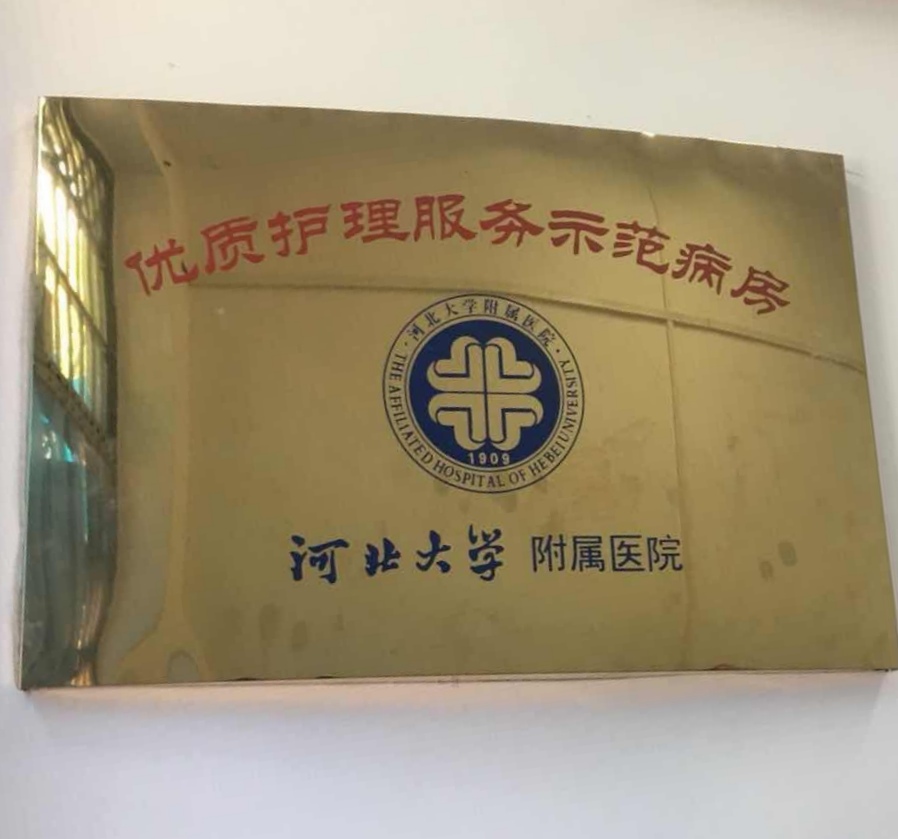 优质护理服务示范病房
·河北大学附属医院·
THE AFFILIATED HOSPITAL OF HEBEI UNIVERSITY
1909
河北大学 附属医院